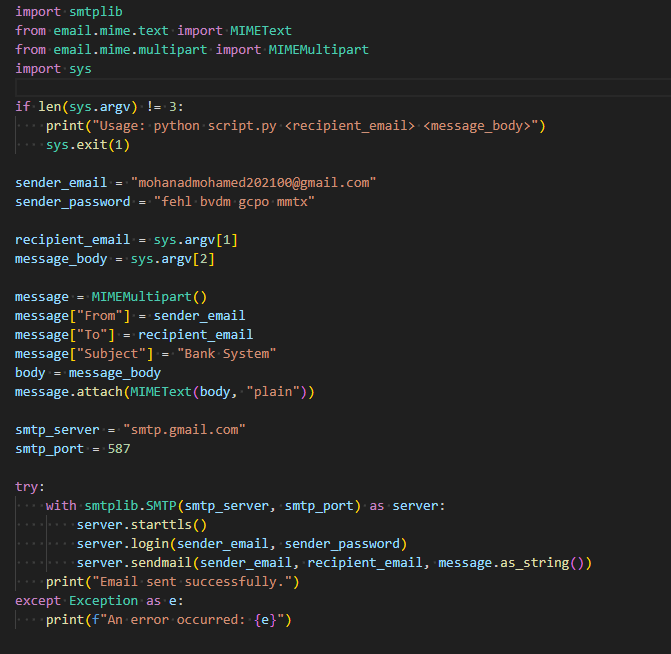 import smtplib
from email.mime.text import MIMEText
from email.mime.multipart import MIMEMultipart
import sys
if len(sys.argv) != 3:
print("Usage: python script.py <recipient_email> <message_body>")
sys.exit(1)
sender_email = "mohanadmohamed202100@gmail.com"
sender_password = "fehl bvdm gcpo mmtx"
recipient_email = sys.argv[1]
message_body = sys.argv[2]
message = MIMEMultipart()
message["From"] = sender_email
message["To"] = recipient_email
message["Subject"] = "Bank System"
body = message_body
message.attach(MIMEText(body, "plain"))
smtp_server = "smtp.gmail.com"
smtp_port = 587
try:
with smtplib.SMTP(smtp_server, smtp_port) as server:
server.starttls()
server.login(sender_email, sender_password)
server.sendmail(sender_email, recipient_email, message.as_string())
print("Email sent successfully.")
except Exception as e:
print(f"An error occurred: {e}")